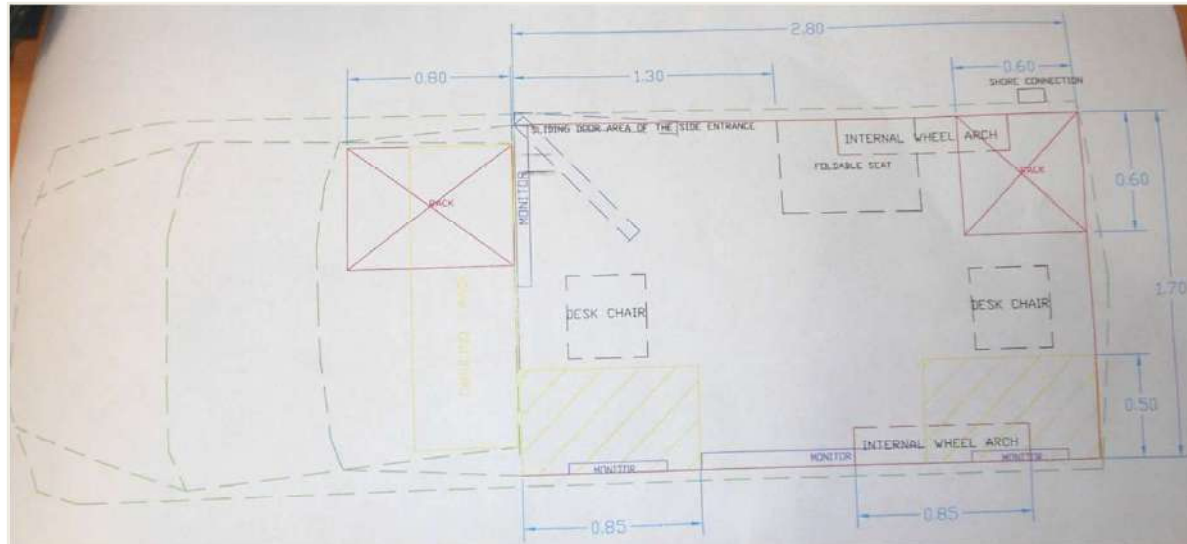 2.80
0.80
1.30
0.60
SHORE CONNECTION
SLIDING DOOR AREA OF THE SIDE ENTRANCE
INTERNAL WHEEL ARCH
FOLDABLE SEAT
RACK
RACK
MONITOR
0.60
1.70
DESK CHAIR
DESK CHAIR
0.50
INTERNAL WHEEL ARCH
MONITOR
MONITOR
MONITOR
0.85
0.85